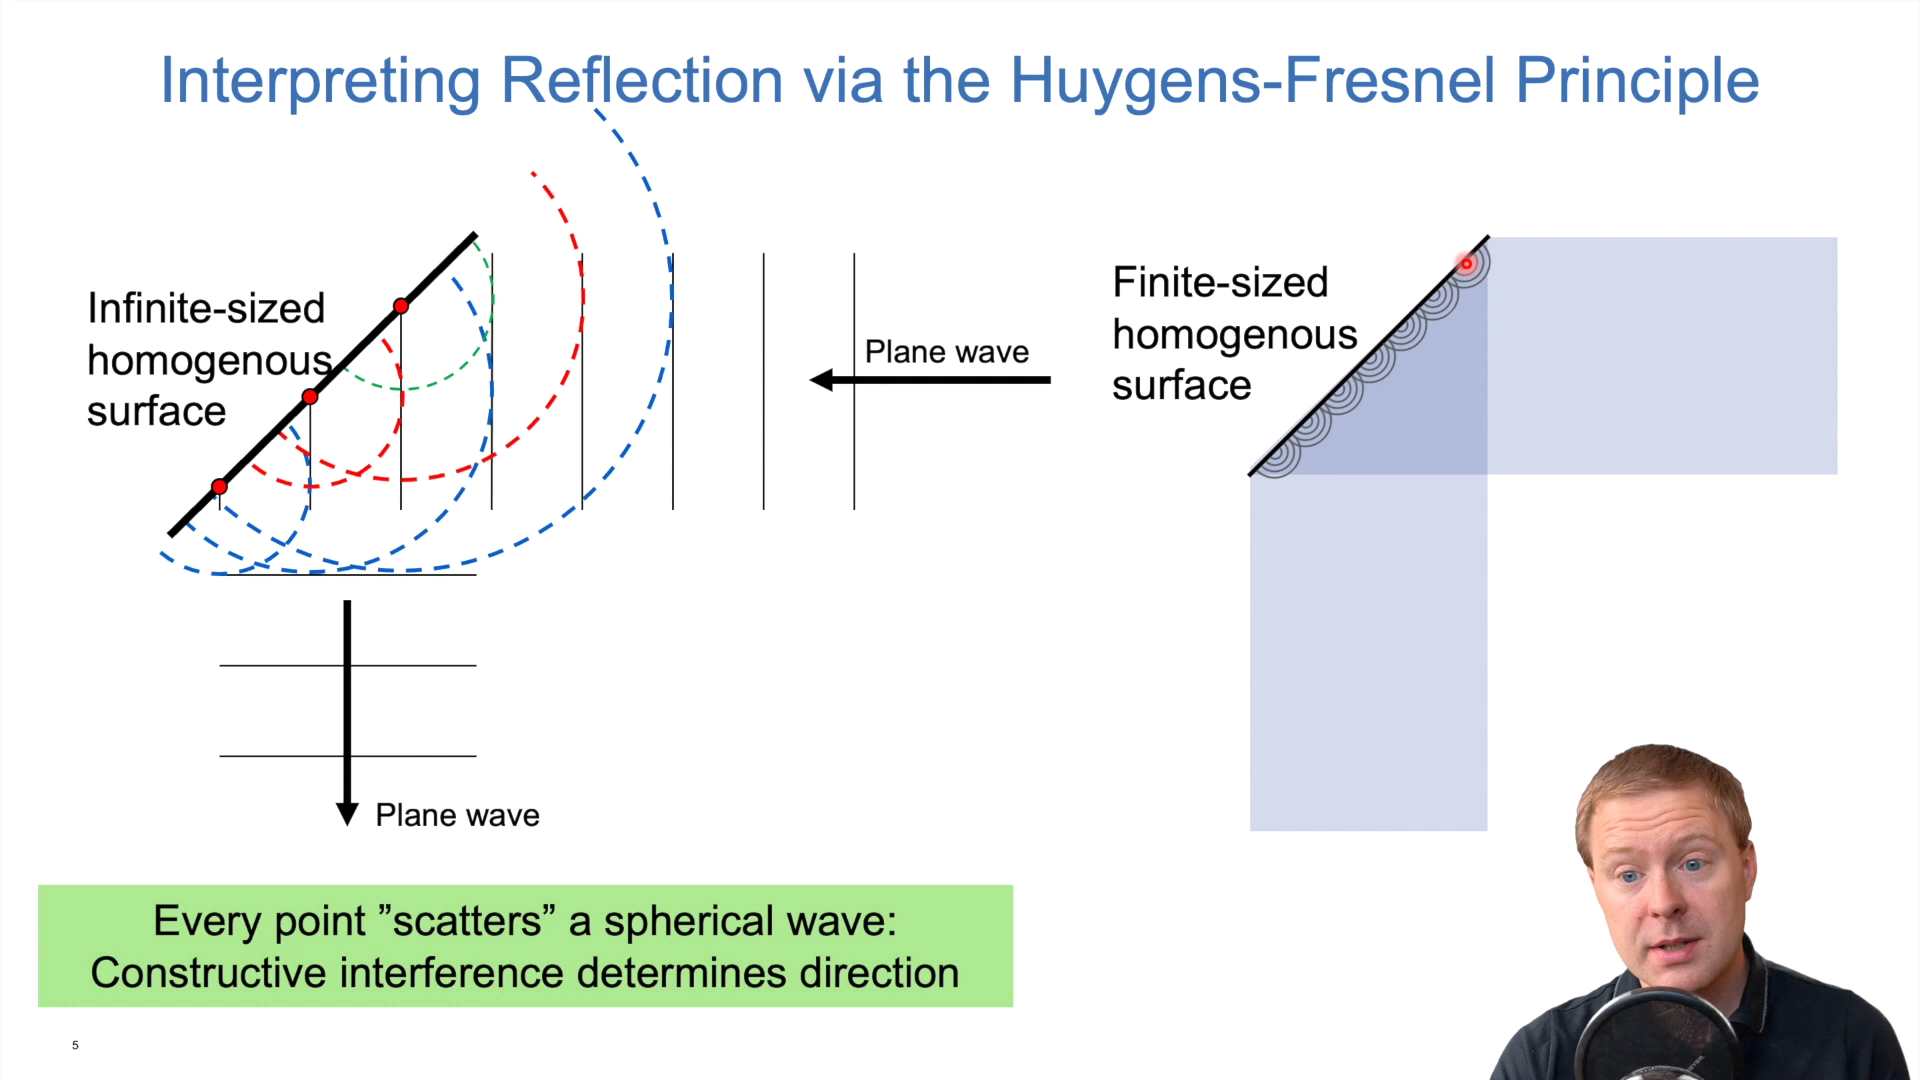 Interpreting Reflection via the Huygens-Fresnel Principle
Infinite-sized
homogenous
surface
Plane wave
Plane wave
Finite-sized
homogenous
surface
Every point ”scatters” a spherical wave:
Constructive interference determines direction
5